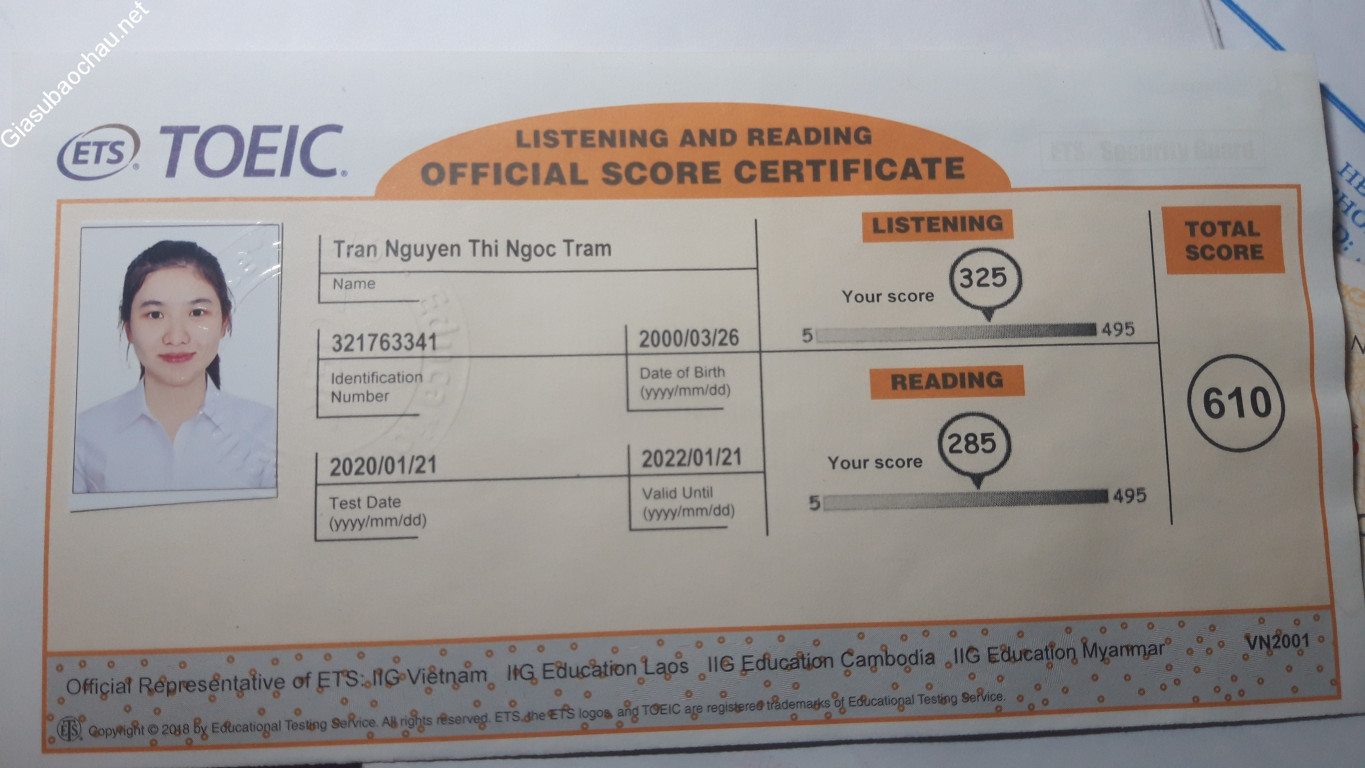 Giasubaochau.net
ETS TOEIC.
LISTENING AND READING
OFFICIAL SCORE CERTIFICATE
Tran Nguyen Thi Ngoc Tram
Name
321763341
Identification
Number
2000/03/26
Date of Birth
(yyyy/mm/dd)
2020/01/21
Test Date
(yyyy/mm/dd)
2022/01/21
Valid Until
(yyyy/mm/dd)
LISTENING
Your score 325
5 495
READING
Your score 285
5 495
TOTAL
SCORE
610
VN2001
Official Representative of ETS: IIG Vietnam IIG Education Laos IIG Education Cambodia IIG Education Myanmar
ETS Copyright © 2018 by Educational Testing Service. All rights reserved. ETS, the ETS logos, and TOEIC are registered trademarks of Educational Testing Service.